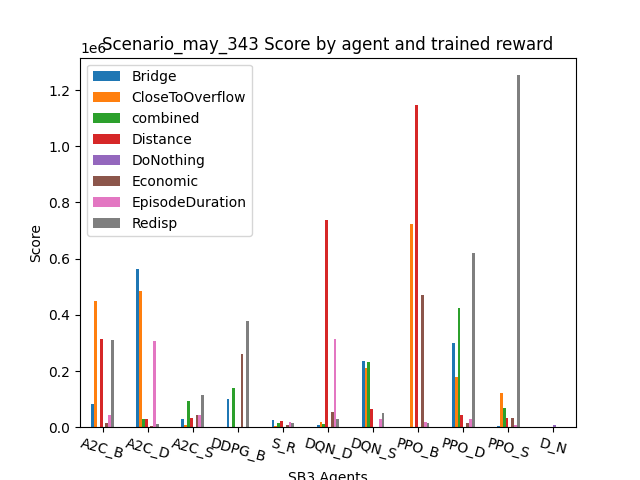 Scenario_may_343 Score by agent and trained reward
1e6
Bridge
CloseToOverflow
combined
Distance
DoNothing
Economic
EpisodeDuration
Redisp
Score
1.2
1.0
0.8
0.6
0.4
0.2
0.0
A2C_B A2C_D A2C_S DDPG_B S_R DQN_D DQN_S PPO_B PPO_D PPO_S D_N
SB3 Agents